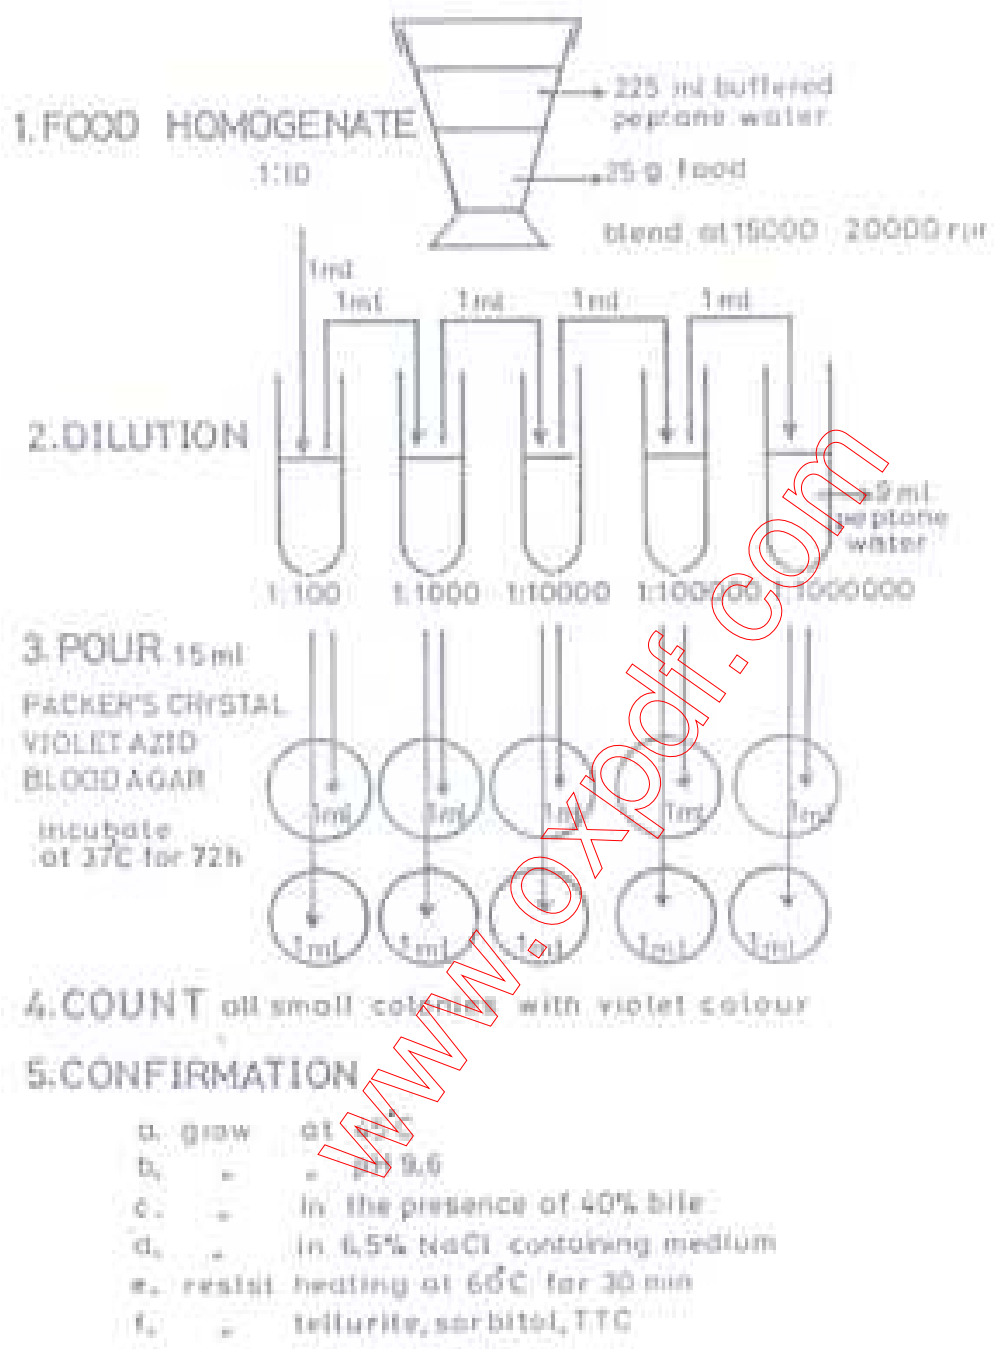 225 ml buffered
peptone water
1. FOOD HOMOGENATE
1:10
25 g food
blend at 15000 20000
1ml
1ml 1ml 1ml 1ml
2. DILUTION
9 ml
peptone
water
1:100 1:1000 1:10000 1:100000 1:1000000
3. POUR 15ml
PACKER'S CRYSTAL
VIOLET AZID
BLOOD AGAR
incubate
at 37C for 72h
1ml 1ml 1ml 1ml 1ml
1ml 1ml 1ml 1ml 1ml
4. COUNT all small colonies with violet colour
5. CONFIRMATION
a. grow at 45°C
b. „ „ pH 9.6
c. „ in the presence of 40% bile
d. „ in 6.5% NaCl containing medium
e. resist heating at 60°C for 30 min
f. „ tellurite, sorbitol, TTC
www.oxpdf.com